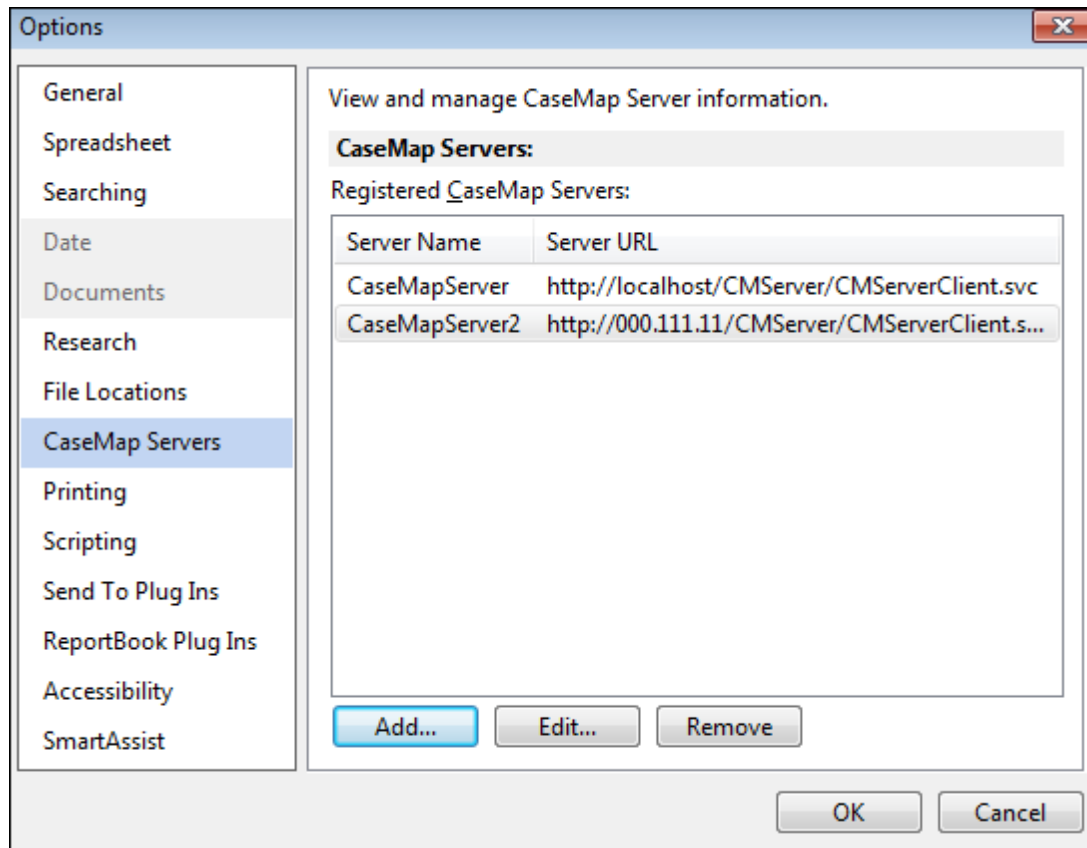 Options
General
Spreadsheet
Searching
Date
Documents
Research
File Locations
CaseMap Servers
Printing
Scripting
Send To Plug Ins
ReportBook Plug Ins
Accessibility
SmartAssist
View and manage CaseMap Server information.
CaseMap Servers:
Registered CaseMap Servers:
Server Name Server URL
CaseMapServer http://localhost/CMServer/CMServerClient.svc
CaseMapServer2 http://000.111.11/CMServer/CMServerClient.s...
Add... Edit... Remove
OK Cancel